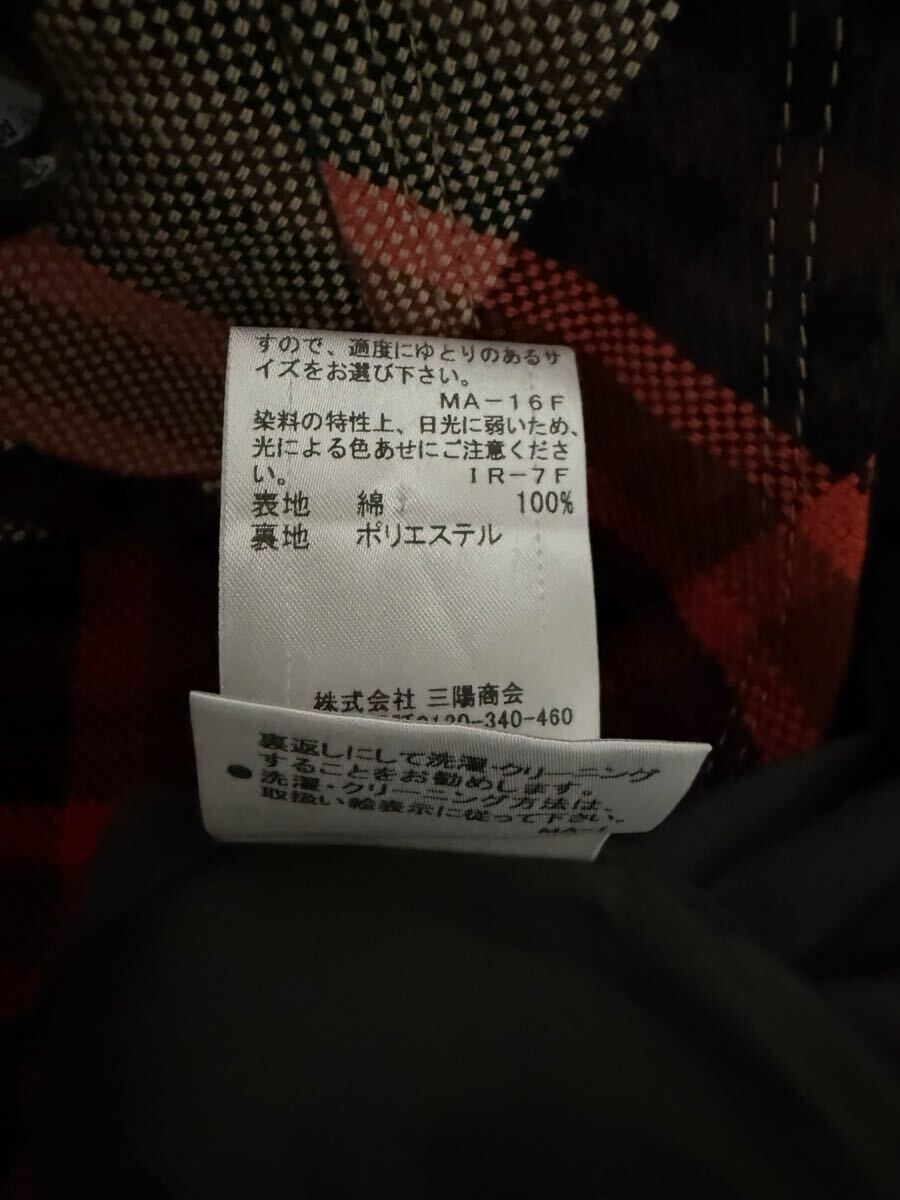 すので、適度にゆとりのあるサ
イズをお選び下さい。
MA-16F
染料の特性上、日光に弱いため、
光による色あせにご注意くださ
い。 IR-7F
表地 綿 100%
裏地 ポリエステル
株式会社 三陽商会
0120-340-460
裏返しにして洗濯・クリーニング
することをお勧めします。
●洗濯・クリーニング方法は、
取扱い絵表示に従って下さい。